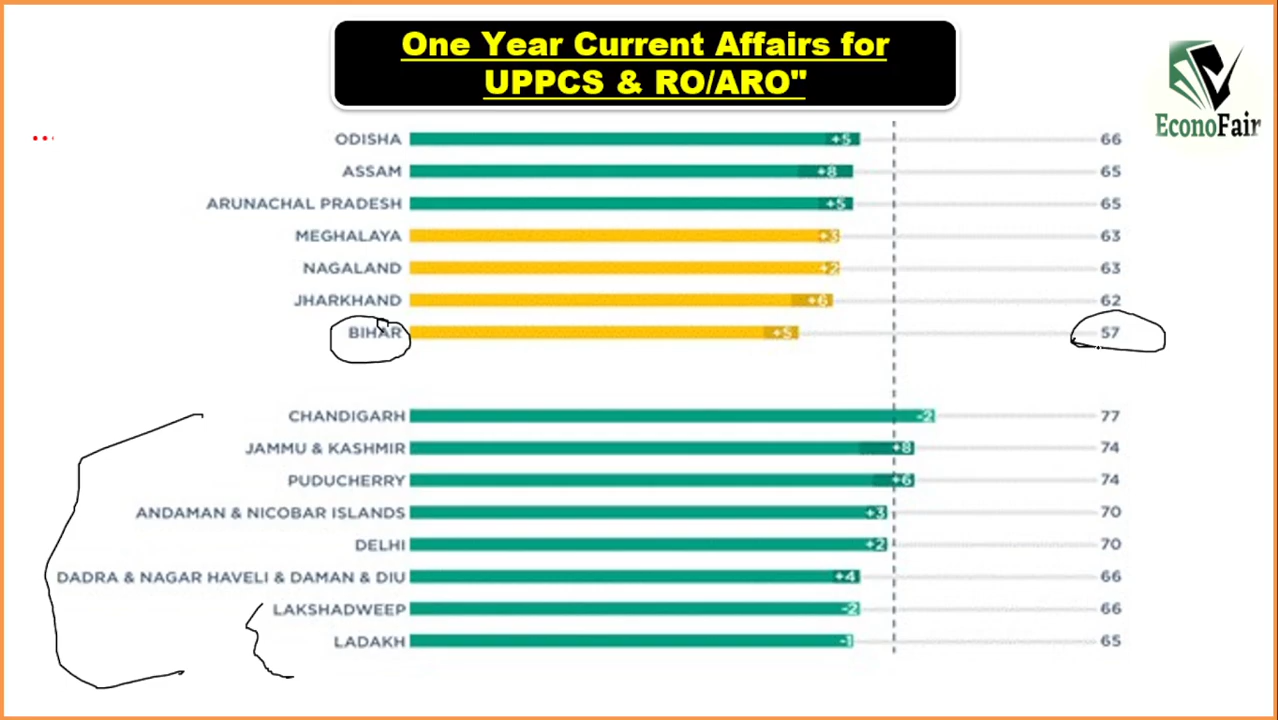 One Year Current Affairs for
UPPCS & RO/ARO"
EconoFair
ODISHA +5 66
ASSAM +8 65
ARUNACHAL PRADESH +5 65
MEGHALAYA +3 63
NAGALAND +2 63
JHARKHAND +6 62
BIHAR +5 57
CHANDIGARH -2 77
JAMMU & KASHMIR +8 74
PUDUCHERRY +6 74
ANDAMAN & NICOBAR ISLANDS +3 70
DELHI +2 70
DADRA & NAGAR HAVELI & DAMAN & DIU +4 66
LAKSHADWEEP -2 66
LADAKH -1 65